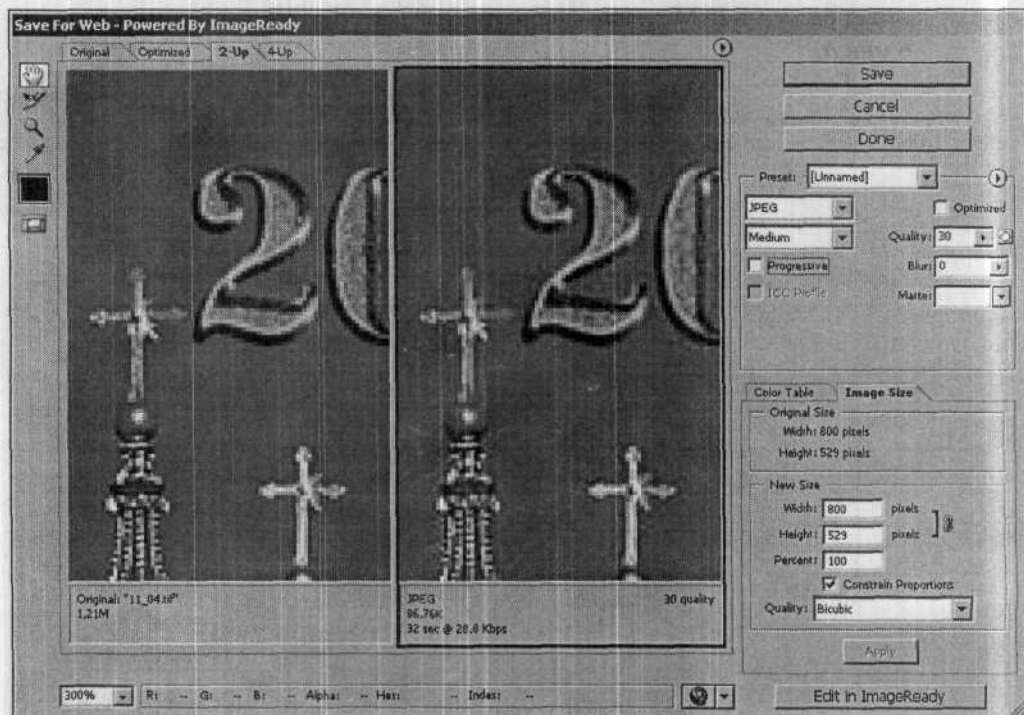 Save For Web - Powered By ImageReady
Original Optimized 2-Up 4-Up
20
20
Original: "11_04.tif"
1,21M
JPEG 30 quality
96,76K
32 sec @ 28,8 Kbps
300% R: -- G: -- B: -- Alpha: -- Hex: -- Index: --
Save
Cancel
Done
Preset: [Unnamed]
JPEG Optimized
Medium Quality: 30
Progressive Blur: 0
ICC Profile Matte:
Color Table Image Size
Original Size
Width: 800 pixels
Height: 529 pixels
New Size
Width: 800 pixels
Height: 529 pixels
Percent: 100
Constrain Proportions
Quality: Bicubic
Apply
Edit in ImageReady